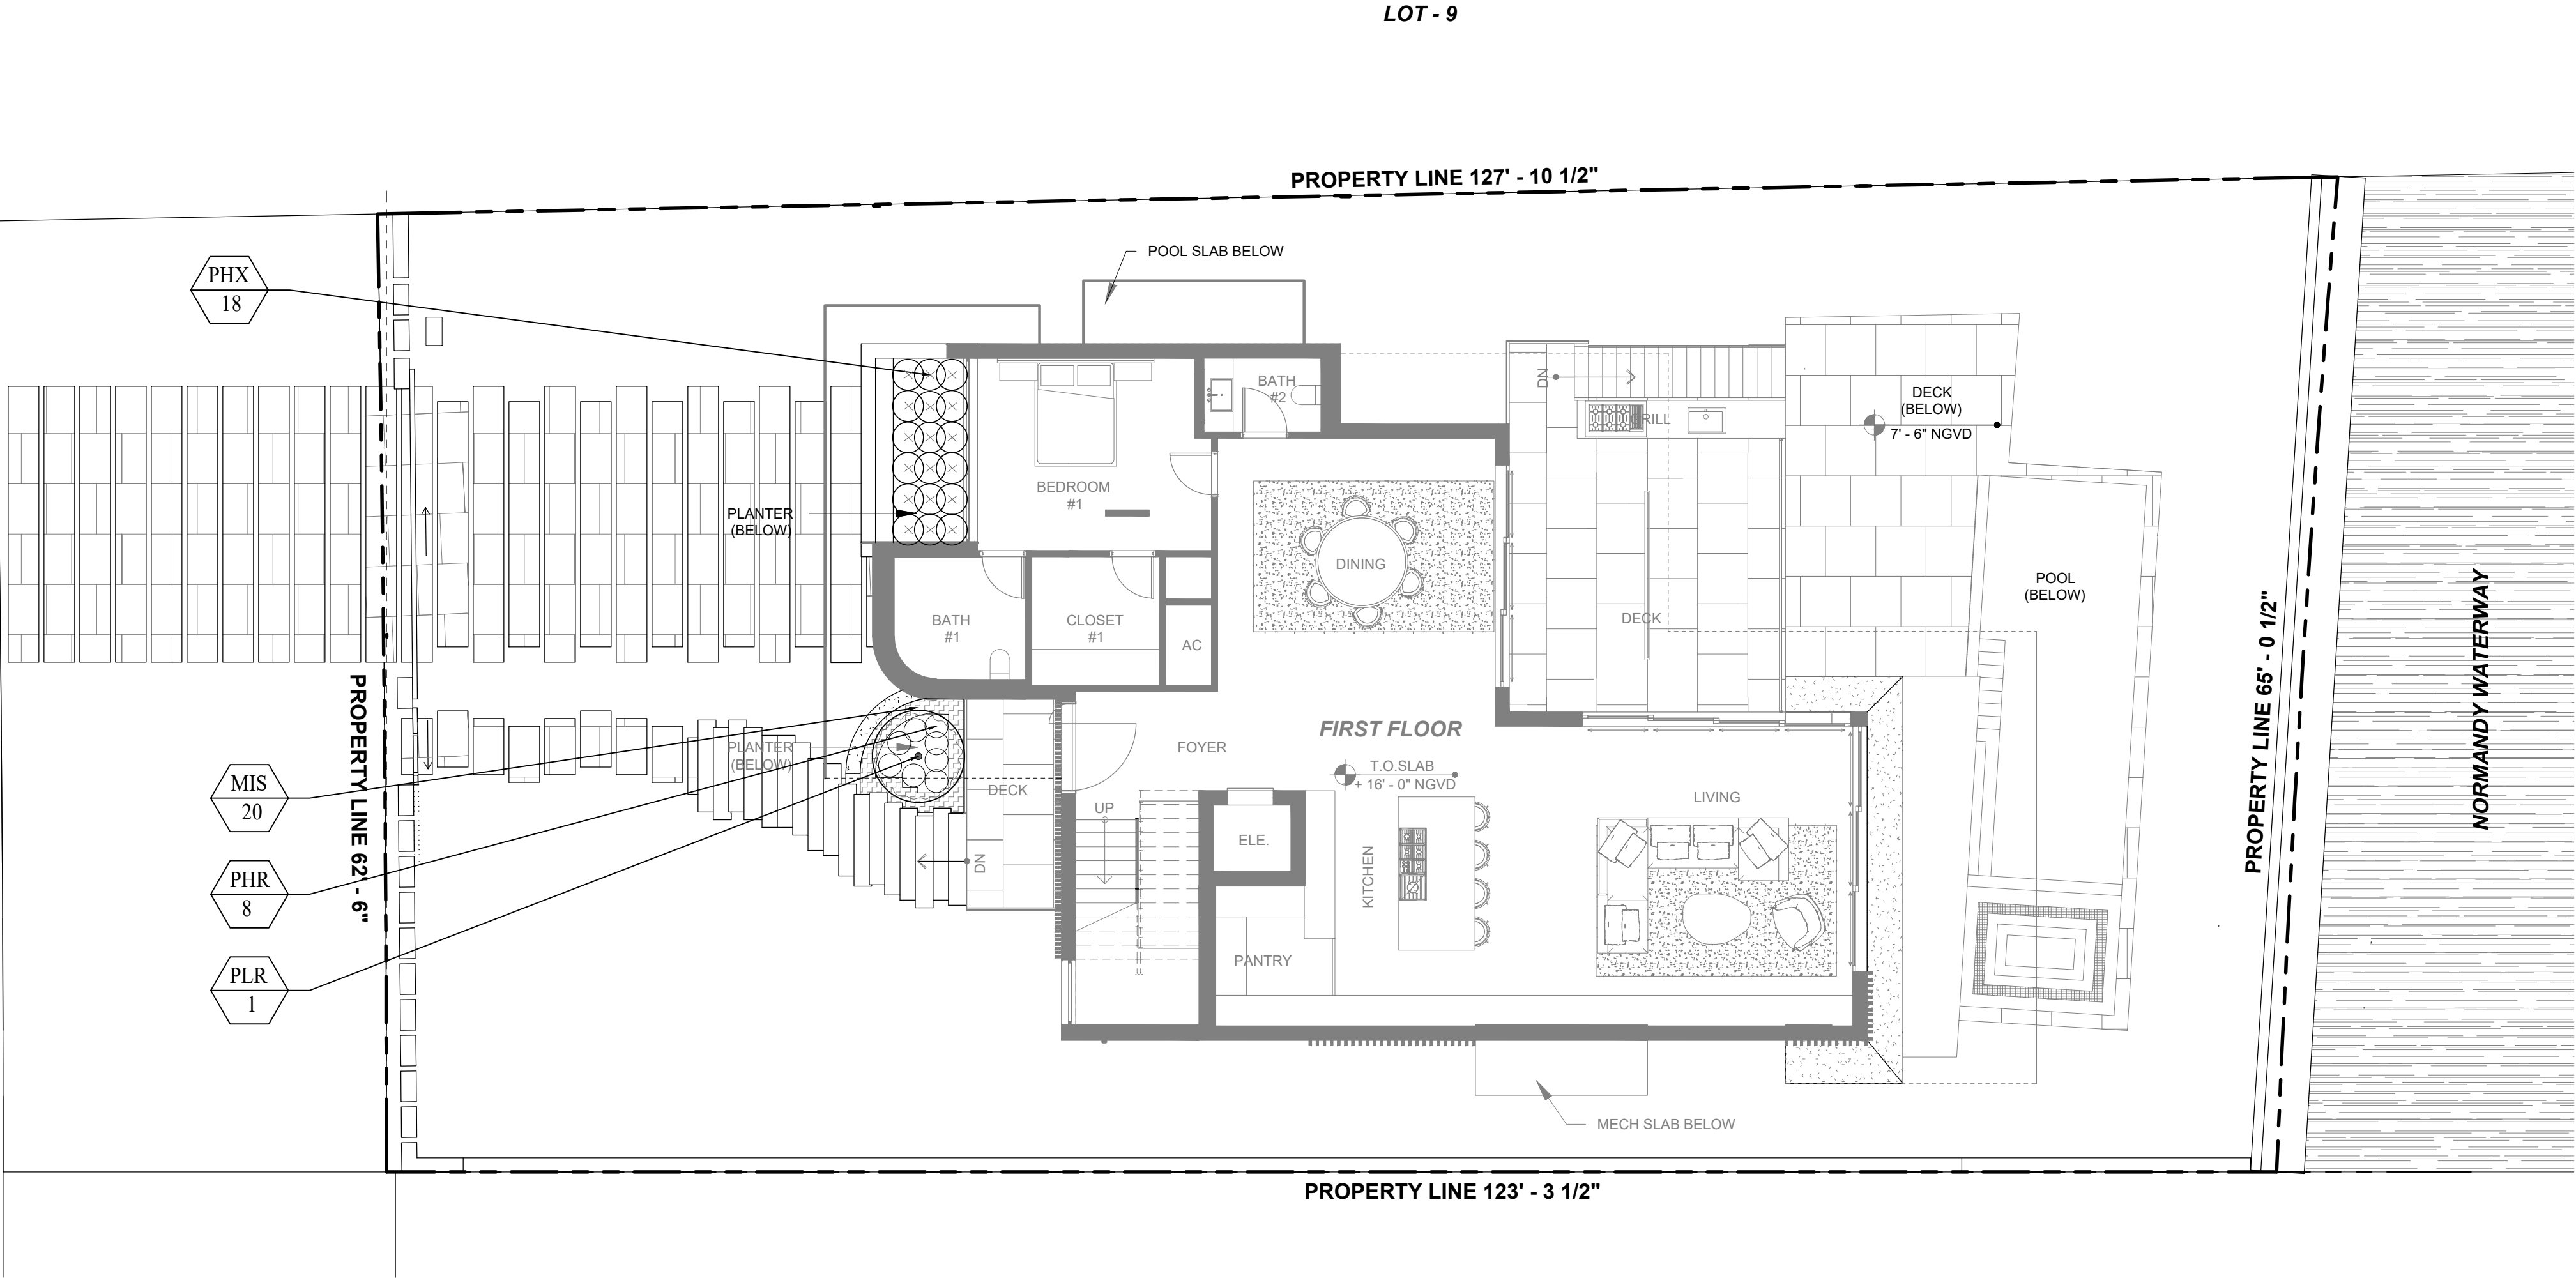 LOT - 9
PROPERTY LINE 127' - 10 1/2"
POOL SLAB BELOW
PHX
18
BATH
#2
DN
GRILL
DECK
(BELOW)
7' - 6" NGVD
BEDROOM
#1
PLANTER
(BELOW)
DINING
POOL
(BELOW)
BATH
#1
CLOSET
#1
AC
DECK
PROPERTY LINE 62' - 6"
PROPERTY LINE 65' - 0 1/2"
NORMANDY WATERWAY
FIRST FLOOR
PLANTER
(BELOW)
FOYER
T.O.SLAB
+ 16' - 0" NGVD
MIS
20
DECK
UP
LIVING
ELE.
DN
KITCHEN
PHR
8
PANTRY
PLR
1
MECH SLAB BELOW
PROPERTY LINE 123' - 3 1/2"